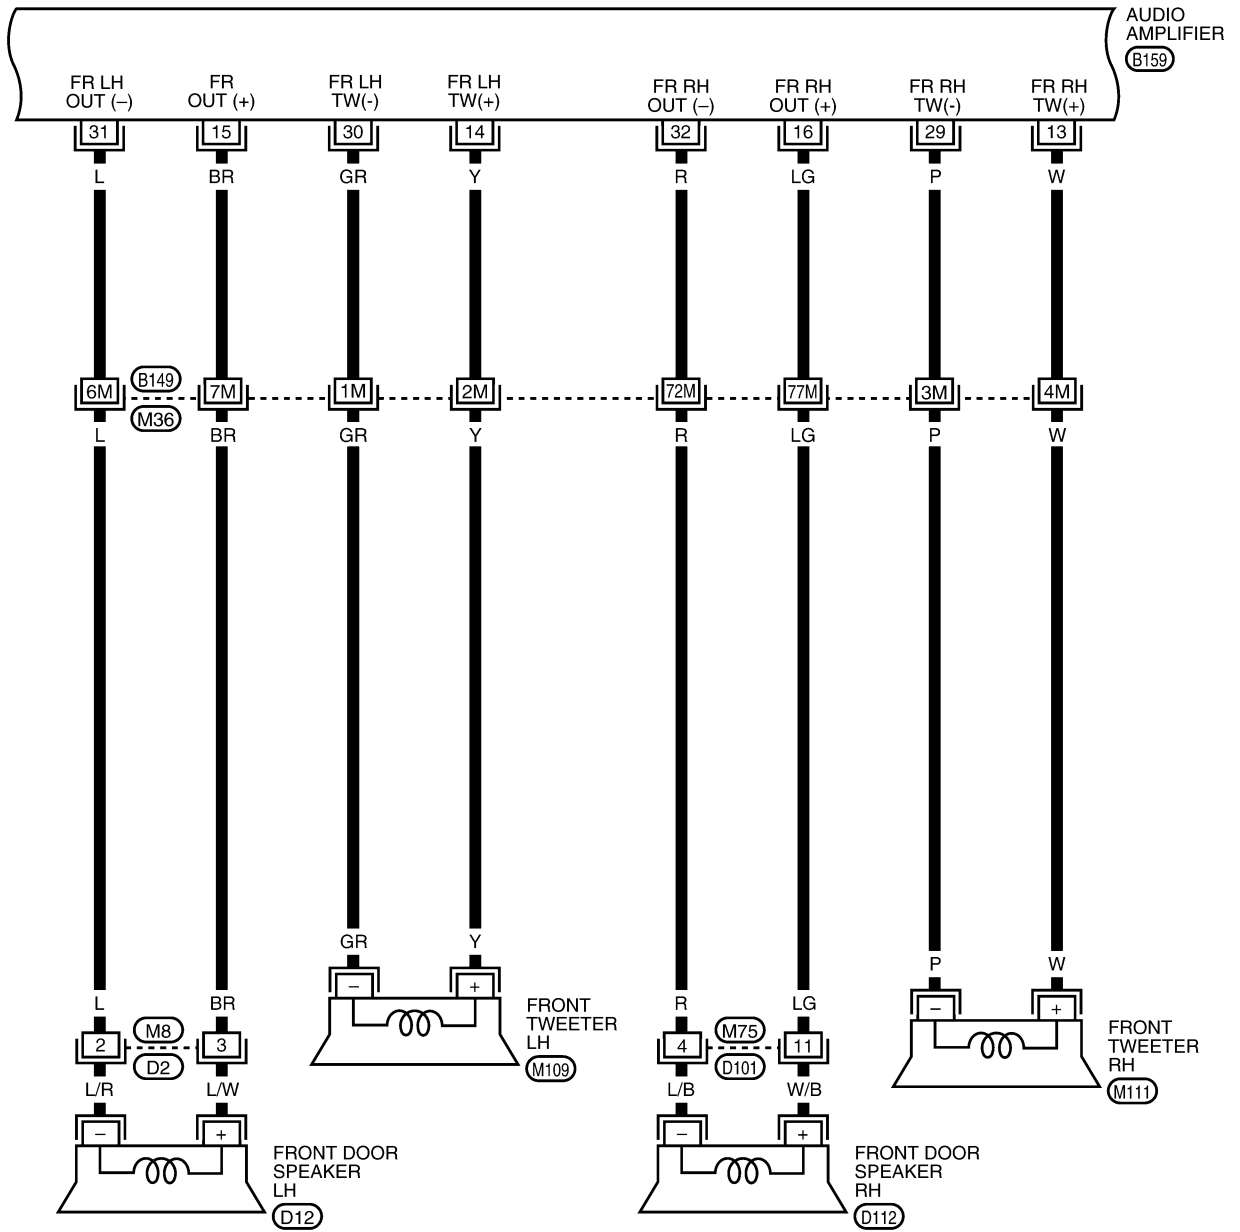 AUDIO
AMPLIFIER
B159
FR LH
OUT (–)
FR
OUT (+)
FR LH
TW(-)
FR LH
TW(+)
FR RH
OUT (–)
FR RH
OUT (+)
FR RH
TW(-)
FR RH
TW(+)
31 15 30 14 32 16 29 13
L BR GR Y R LG P W
B149
6M 7M 1M 2M 72M 77M 3M 4M
M36
L BR GR Y R LG P W
GR Y
P W
– +
FRONT
TWEETER
LH
M109
– +
FRONT
TWEETER
RH
M111
L BR R LG
M8 M75
2 3 4 11
D2 D101
L/R L/W L/B W/B
– + – +
FRONT DOOR
SPEAKER
LH
D12
FRONT DOOR
SPEAKER
RH
D112